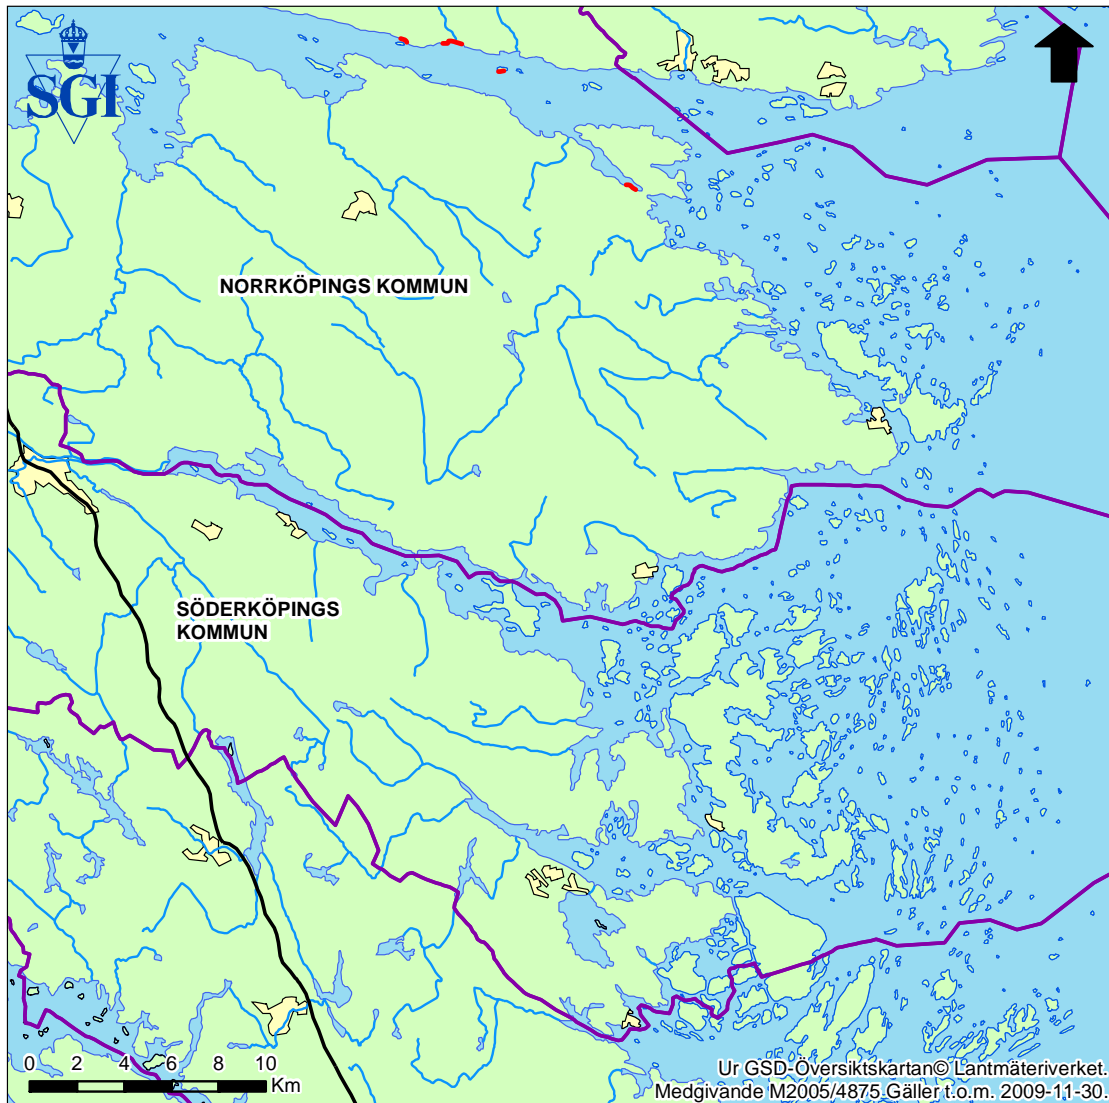 SGI
NORRKÖPINGS KOMMUN
SÖDERKÖPINGS
KOMMUN
0 2 4 6 8 10
Km
Ur GSD-Översiktskartan© Lantmäteriverket.
Medgivande M2005/4875 Gäller t.o.m. 2009-11-30.